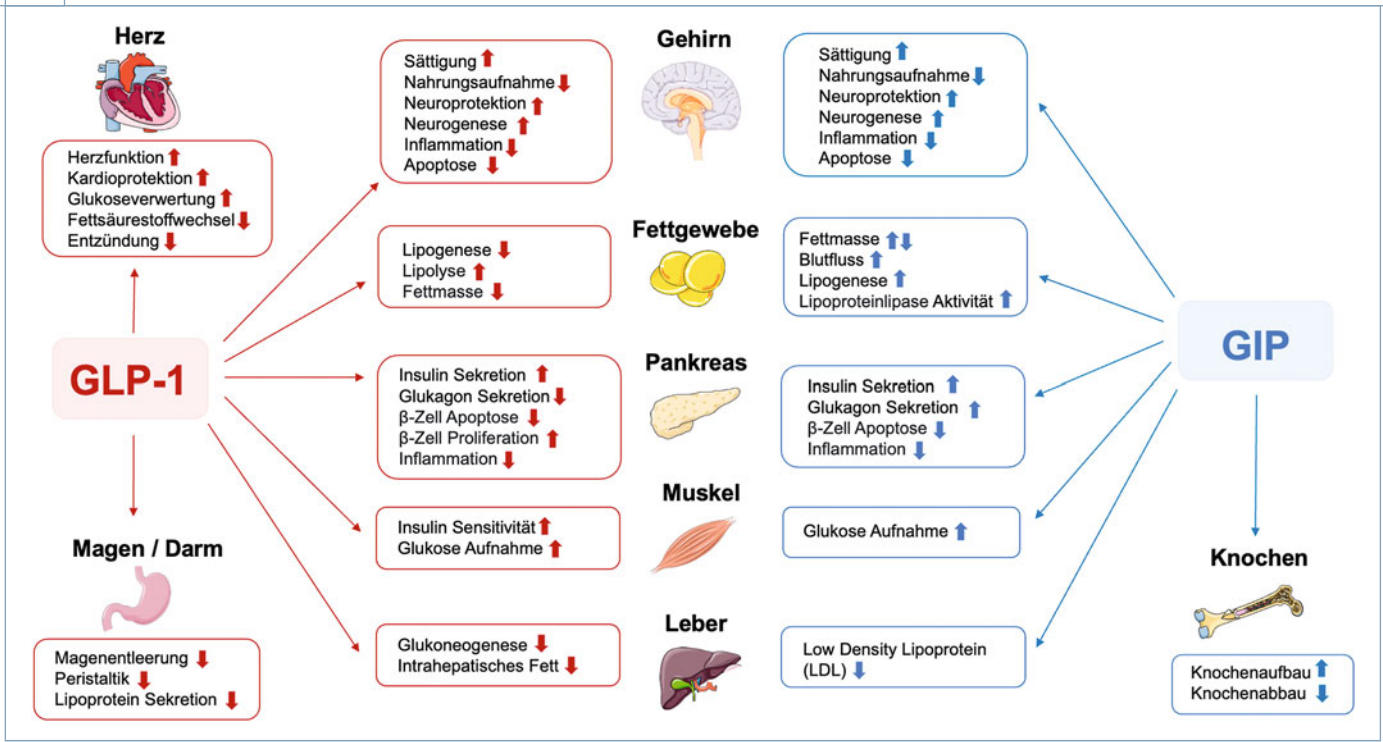 Herz
Herzfunktion ↑
Kardioprotektion ↑
Glukoseverwertung ↑
Fettsäurestoffwechsel ↓
Entzündung ↓
GLP-1
Magen / Darm
Magenentleerung ↓
Peristaltik ↓
Lipoprotein Sekretion ↓
Gehirn
Sättigung ↑
Nahrungsaufnahme ↓
Neuroprotektion ↑
Neurogenese ↑
Inflammation ↓
Apoptose ↓
Sättigung ↑
Nahrungsaufnahme ↓
Neuroprotektion ↑
Neurogenese ↑
Inflammation ↓
Apoptose ↓
Fettgewebe
Lipogenese ↓
Lipolyse ↑
Fettmasse ↓
Fettmasse ↑↓
Blutfluss ↑
Lipogenese ↑
Lipoproteinlipase Aktivität ↑
Pankreas
Insulin Sekretion ↑
Glukagon Sekretion ↓
β-Zell Apoptose ↓
β-Zell Proliferation ↑
Inflammation ↓
Insulin Sekretion ↑
Glukagon Sekretion ↑
β-Zell Apoptose ↓
Inflammation ↓
Muskel
Insulin Sensitivität ↑
Glukose Aufnahme ↑
Glukose Aufnahme ↑
Leber
Glukoneogenese ↓
Intrahepatisches Fett ↓
Low Density Lipoprotein
(LDL) ↓
GIP
Knochen
Knochenaufbau ↑
Knochenabbau ↓